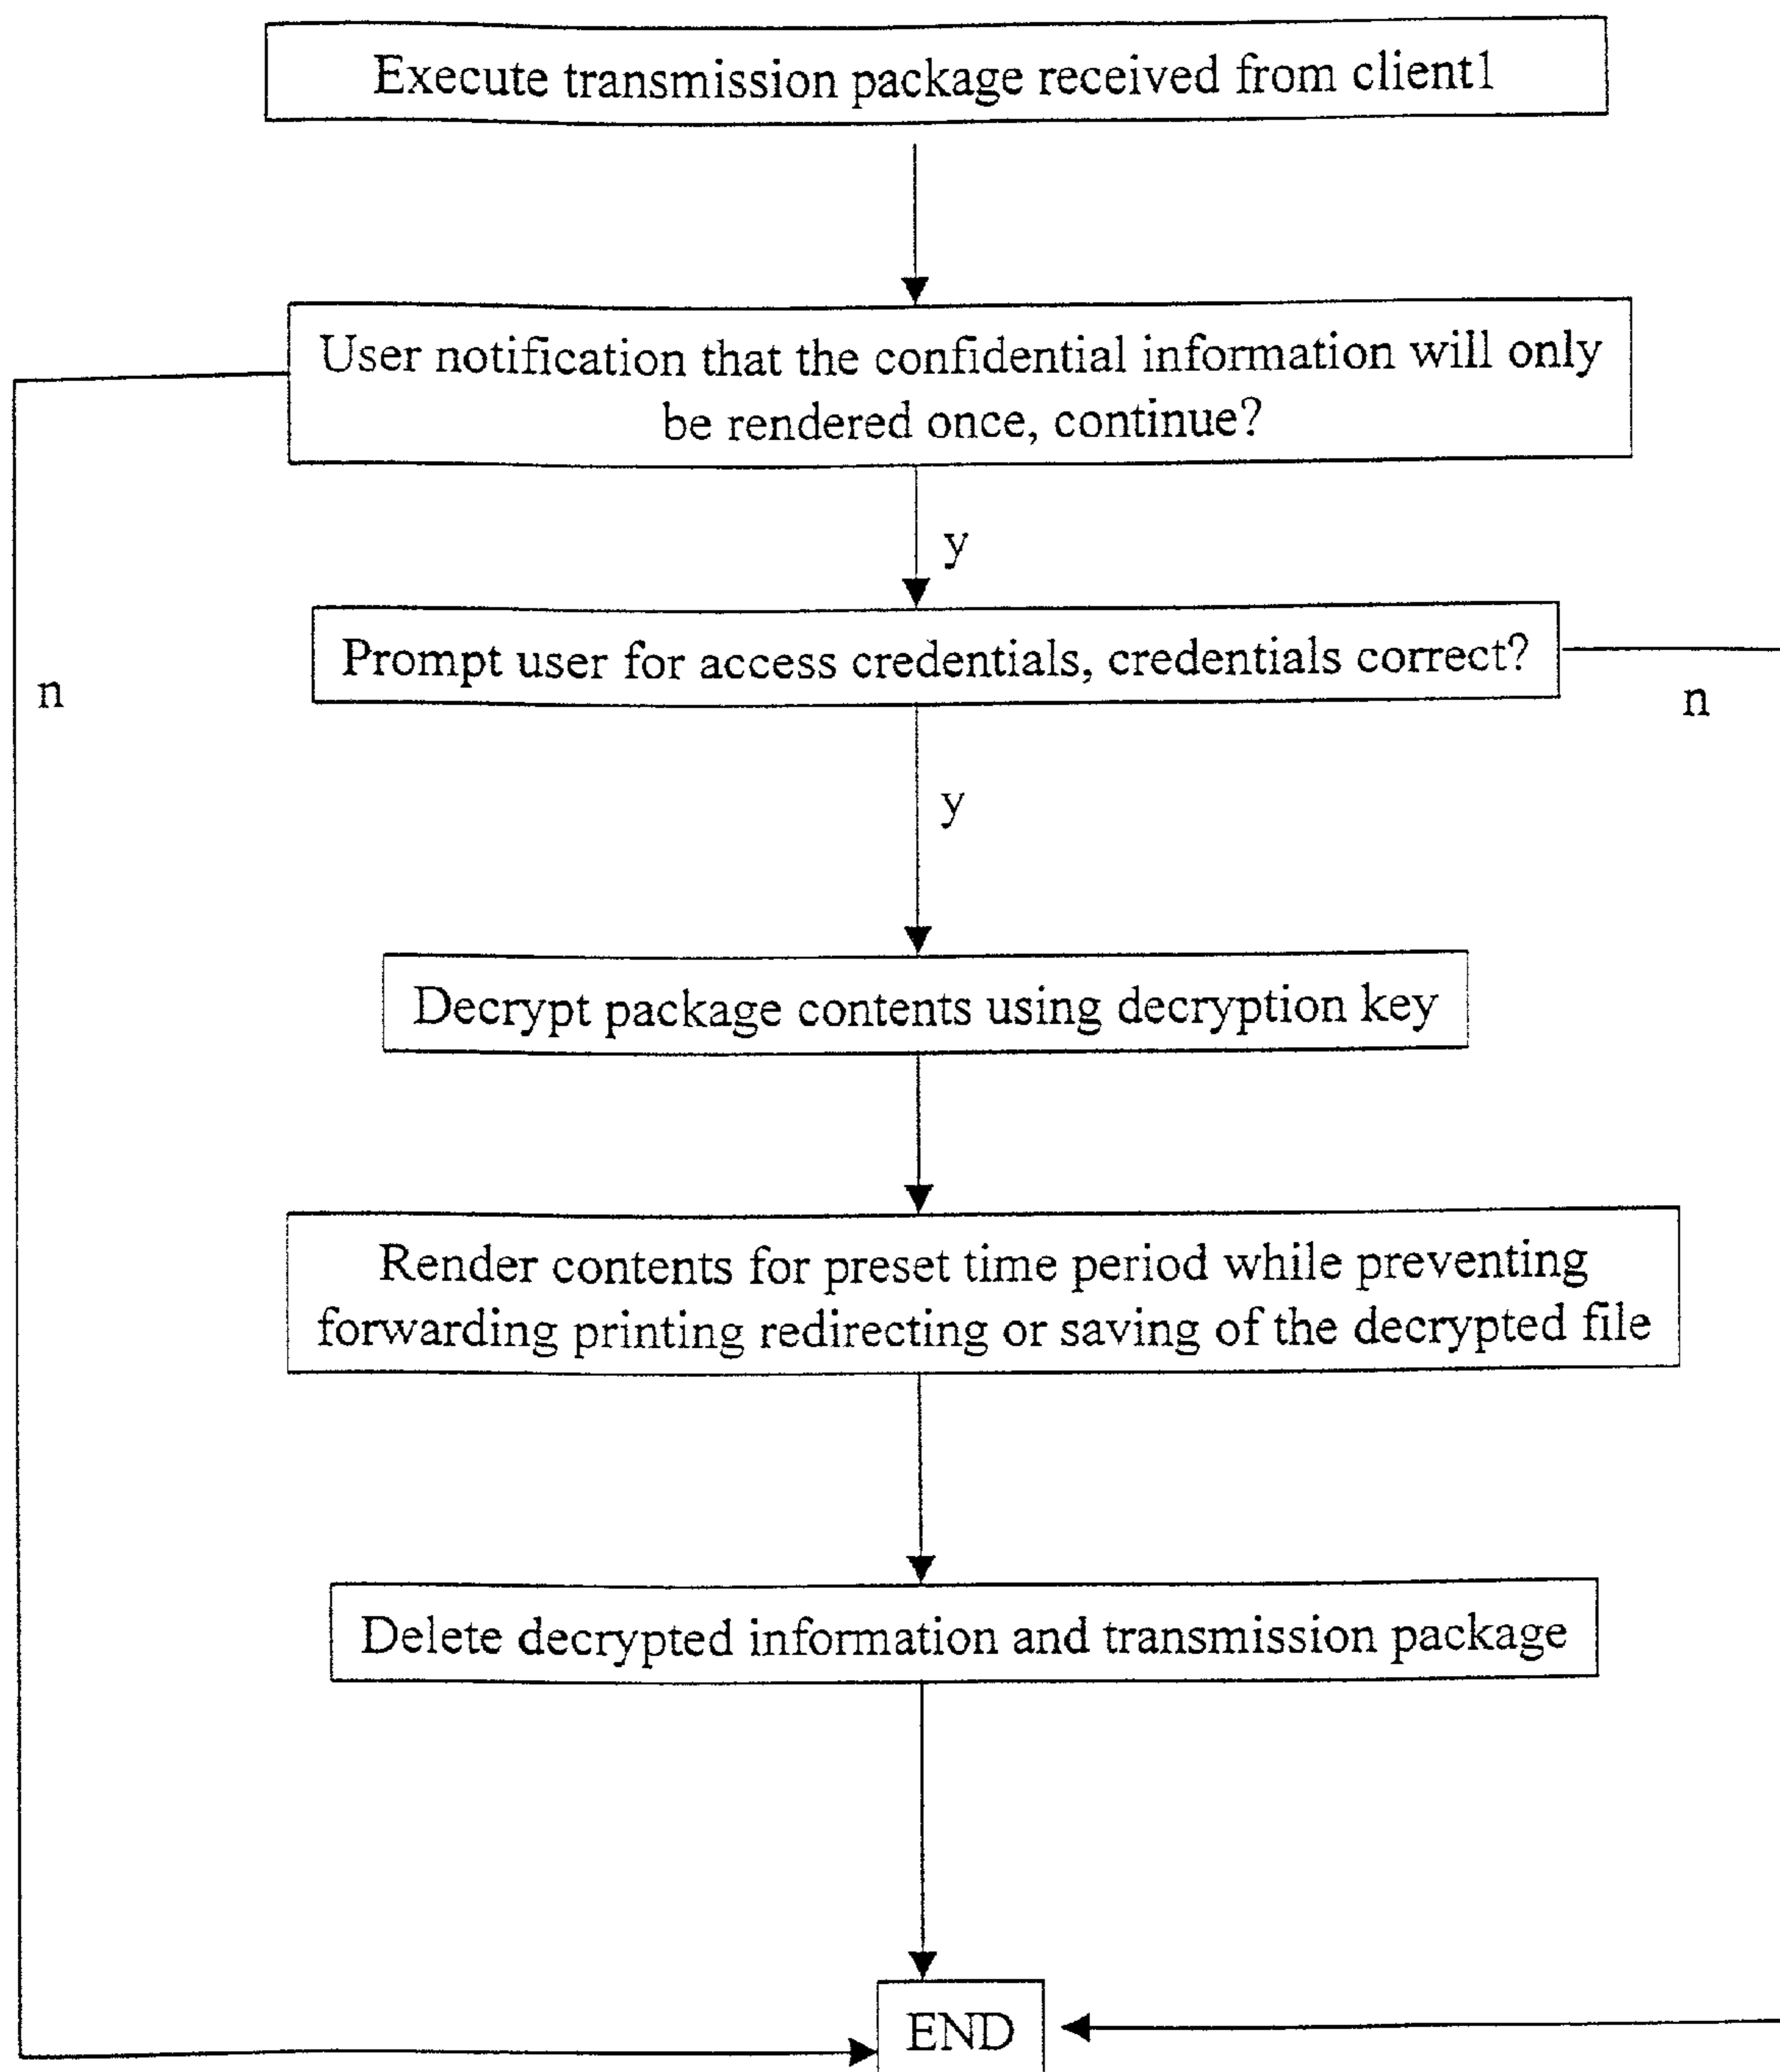 Execute transmission package received from client1
User notification that the confidential information will only
be rendered once, continue?
y
Prompt user for access credentials, credentials correct?
n
n
y
Decrypt package contents using decryption key
Render contents for preset time period while preventing
forwarding printing redirecting or saving of the decrypted file
Delete decrypted information and transmission package
END